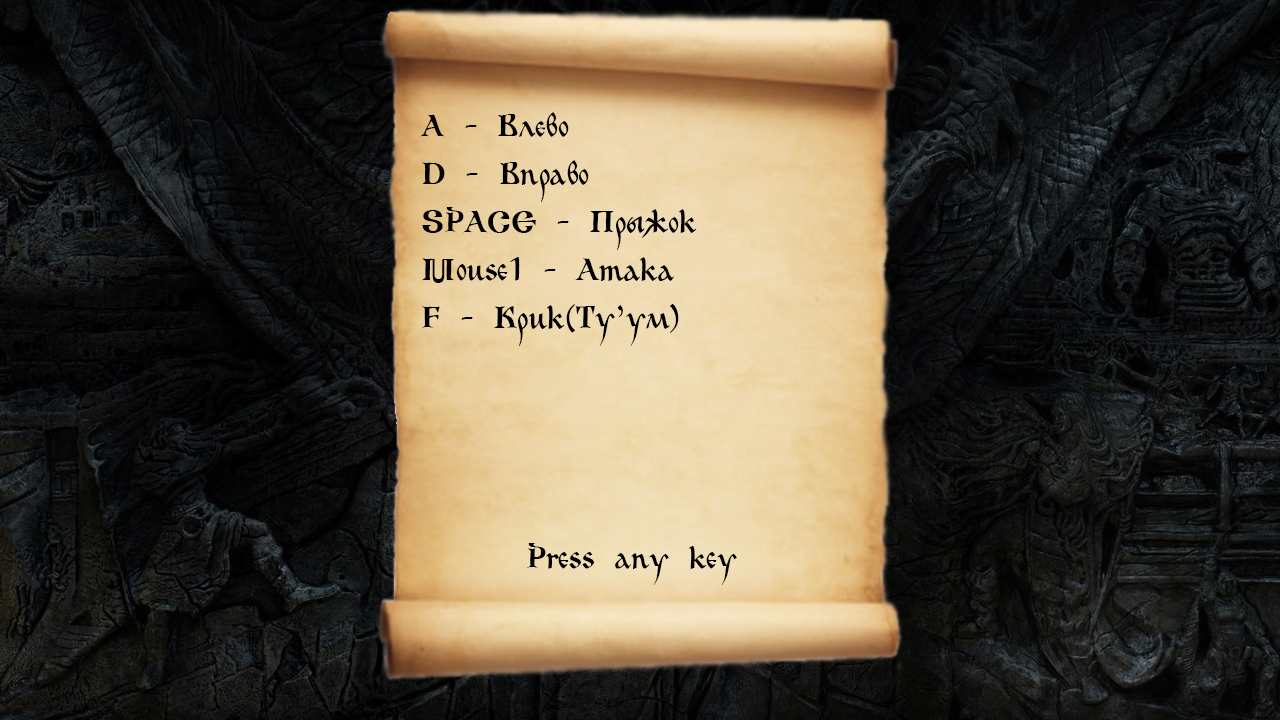 A - Влево
D - Вправо
SPACE - Прыжок
Mouse1 - Атака
F - Крик(Ту'ум)
Press any key